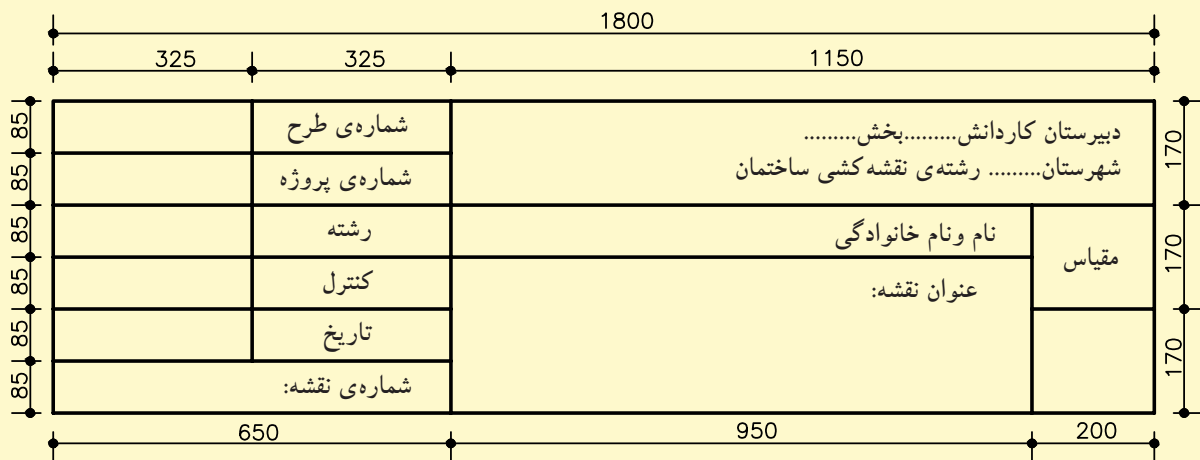 1800
325
325
1150
دبیرستان کاردانش.........بخش.........
شهرستان......... رشته‌ی نقشه‌کشی ساختمان
نام ونام خانوادگی
مقیاس
عنوان نقشه:
شماره‌ی طرح
شماره‌ی پروژه
رشته
کنترل
تاریخ
شماره‌ی نقشه:
85
85
85
85
85
85
170
170
170
650
950
200